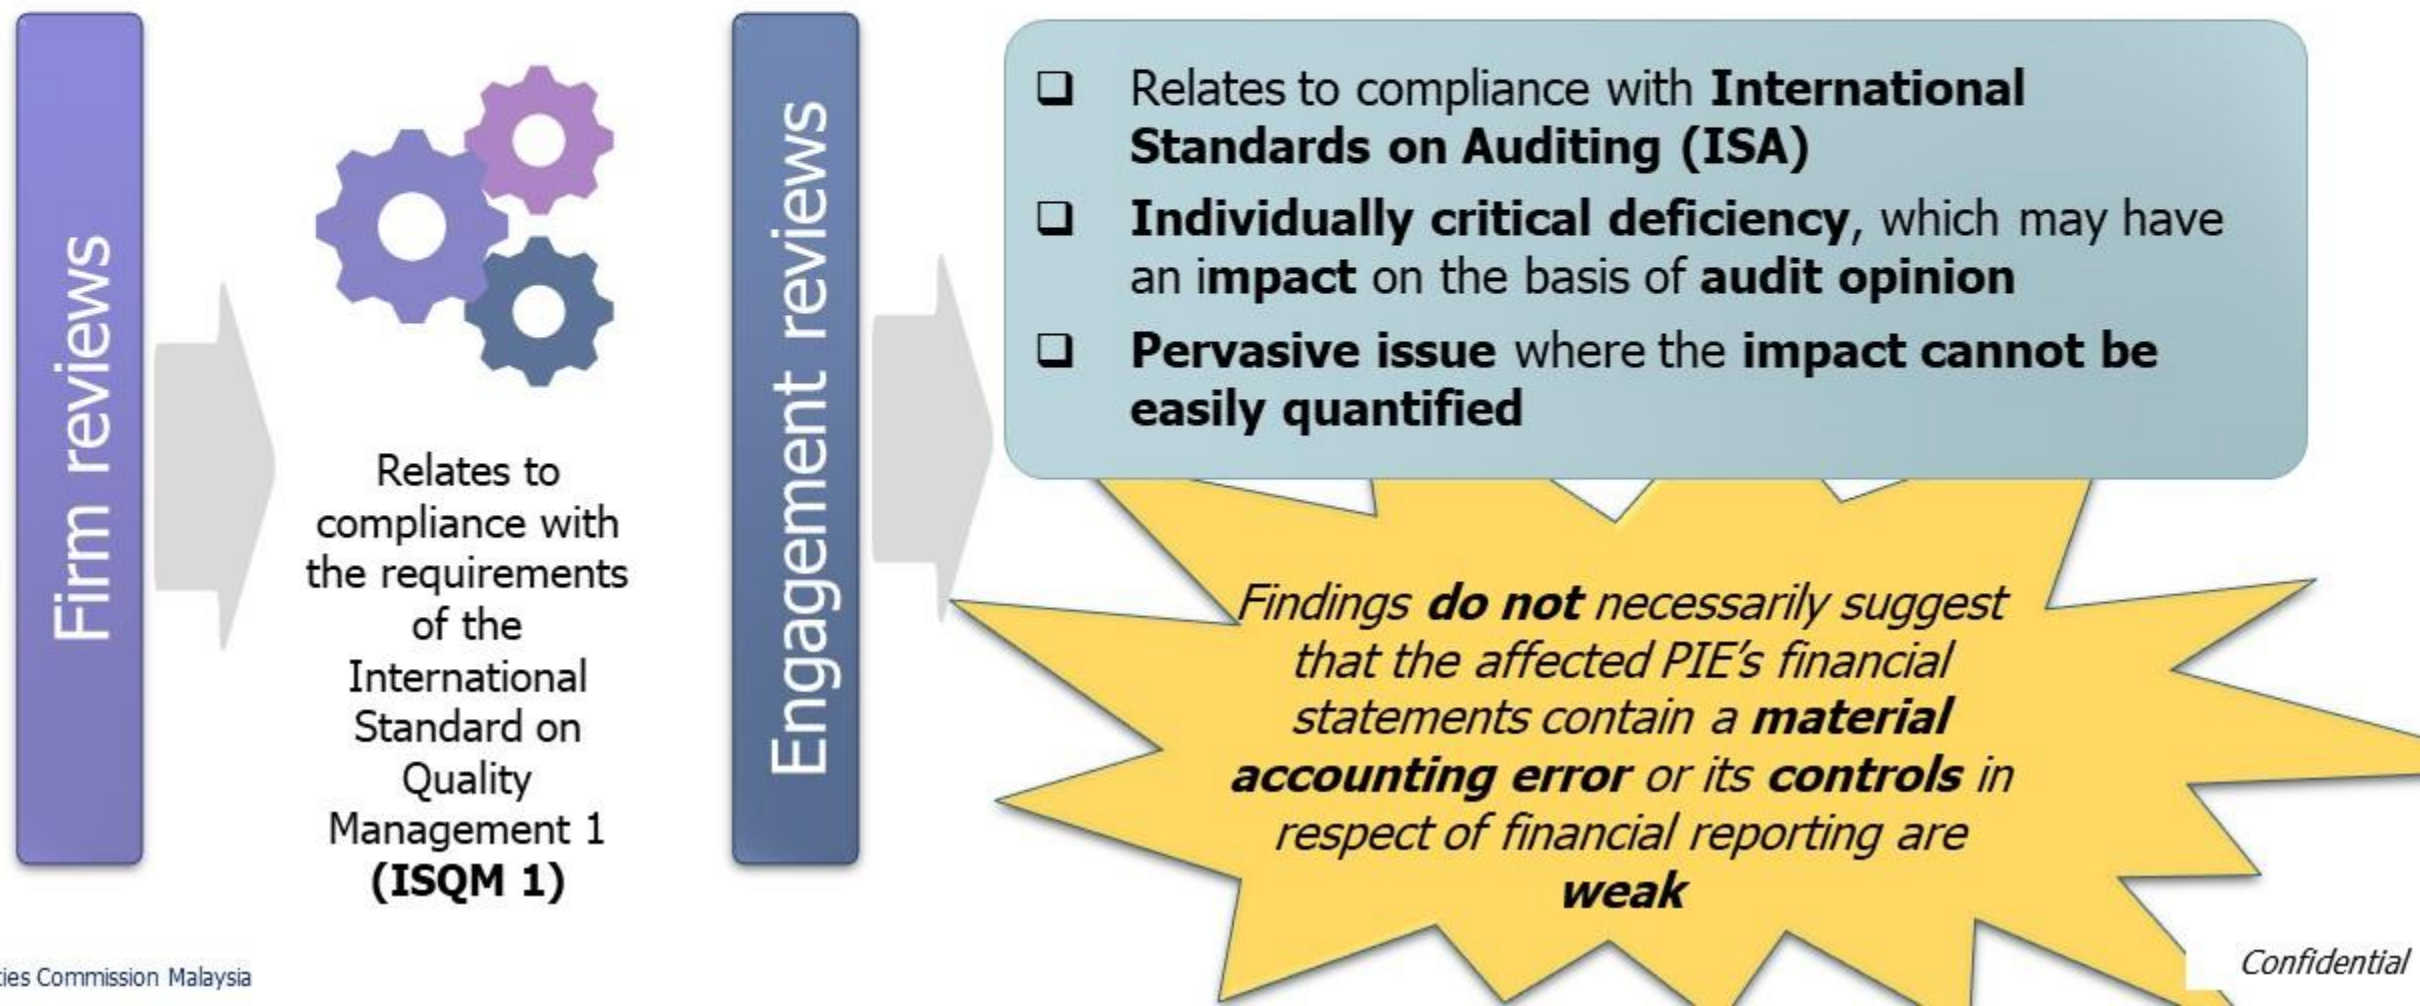 Firm reviews
Relates to
compliance with
the requirements
of the
International
Standard on
Quality
Management 1
(ISQM 1)
Engagement reviews
❑ Relates to compliance with International
Standards on Auditing (ISA)
❑ Individually critical deficiency, which may have
an impact on the basis of audit opinion
❑ Pervasive issue where the impact cannot be
easily quantified
Findings do not necessarily suggest
that the affected PIE's financial
statements contain a material
accounting error or its controls in
respect of financial reporting are
weak
Commission Malaysia
Confidential